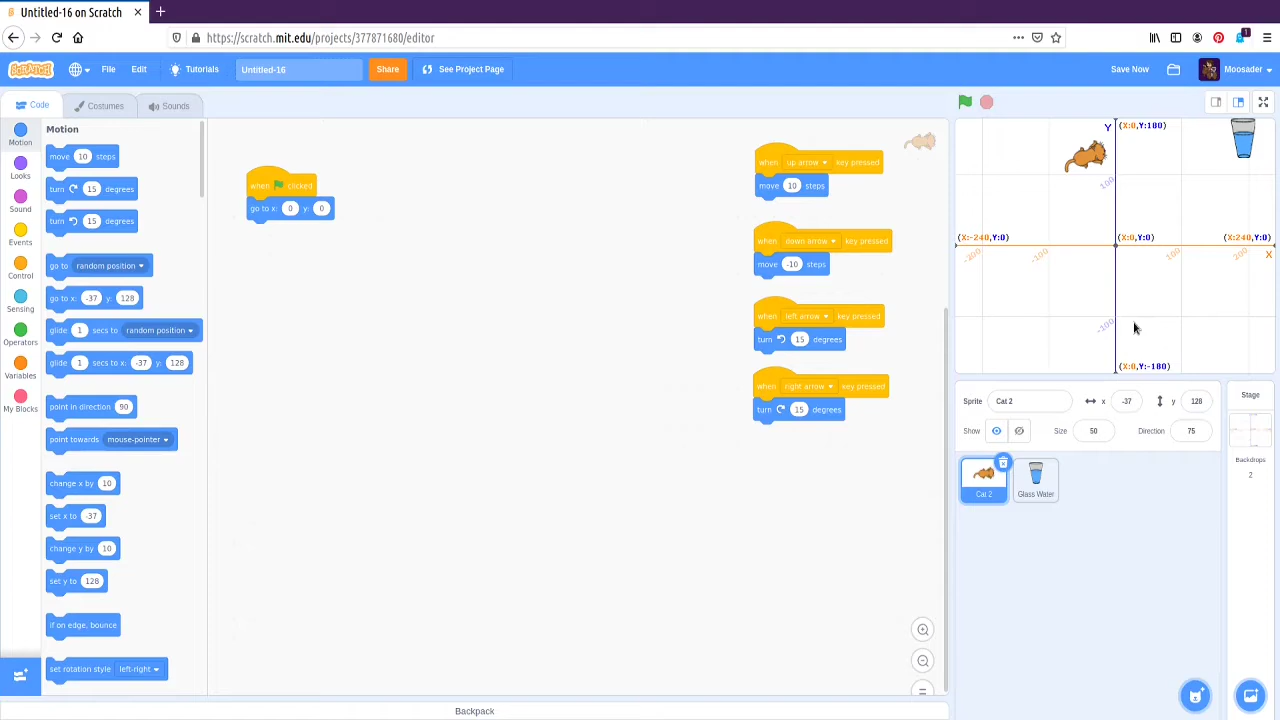 Untitled-16 on Scratch
https://scratch.mit.edu/projects/377871680/editor
1
SCRATCH
File
Edit
Tutorials
Untitled-16
Share
See Project Page
Save Now
Moosader
Code
Costumes
Sounds
Motion
Looks
Sound
Events
Control
Sensing
Operators
Variables
My Blocks
Motion
move 10 steps
turn 15 degrees
turn 15 degrees
go to random position
go to x: -37 y: 128
glide 1 secs to random position
glide 1 secs to x: -37 y: 128
point in direction 90
point towards mouse-pointer
change x by 10
set x to -37
change y by 10
set y to 128
if on edge, bounce
set rotation style left-right
when clicked
go to x: 0 y: 0
when up arrow key pressed
move 10 steps
when down arrow key pressed
move -10 steps
when left arrow key pressed
turn 15 degrees
when right arrow key pressed
turn 15 degrees
Y
(X:0,Y:180)
100
(X:-240,Y:0)
(X:0,Y:0)
(X:240,Y:0)
-200
-100
100
200
X
-100
(X:0,Y:-180)
Sprite
Cat 2
x
-37
y
128
Show
Size
50
Direction
75
Cat 2
Glass Water
Stage
Backdrops
2
Backpack